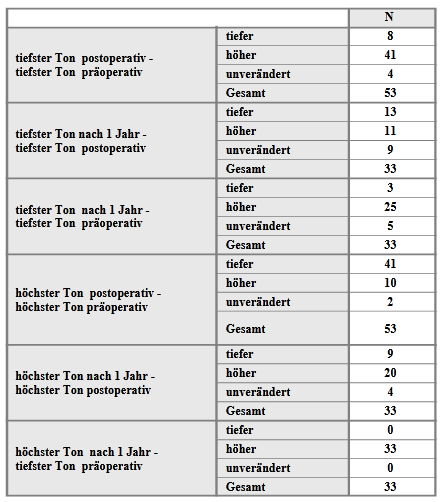 N
tiefster Ton postoperativ -
tiefster Ton präoperativ
tiefer 8
höher 41
unverändert 4
Gesamt 53
tiefster Ton nach 1 Jahr -
tiefster Ton postoperativ
tiefer 13
höher 11
unverändert 9
Gesamt 33
tiefster Ton nach 1 Jahr -
tiefster Ton präoperativ
tiefer 3
höher 25
unverändert 5
Gesamt 33
höchster Ton postoperativ -
höchster Ton präoperativ
tiefer 41
höher 10
unverändert 2
Gesamt 53
höchster Ton nach 1 Jahr -
höchster Ton postoperativ
tiefer 9
höher 20
unverändert 4
Gesamt 33
höchster Ton nach 1 Jahr -
tiefster Ton präoperativ
tiefer 0
höher 33
unverändert 0
Gesamt 33